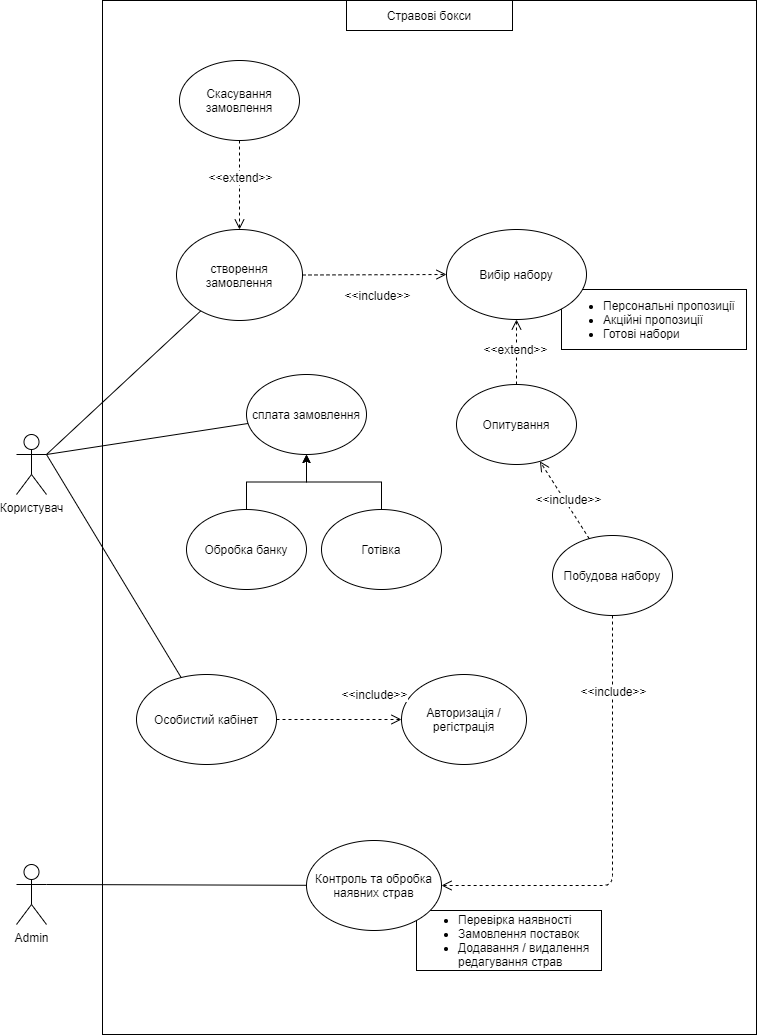 Стравові бокси
Скасування
замовлення
<<extend>>
створення
замовлення
<<include>>
Вибір набору
Персональні пропозиції
Акційні пропозиції
Готові набори
<<extend>>
сплата замовлення
Опитування
Користувач
<<include>>
Обробка банку
Готівка
Побудова набору
<<include>>
<<include>>
Особистий кабінет
Авторизація /
регістрація
Контроль та обробка
наявних страв
Admin
Перевірка наявності
Замовлення поставок
Додавання / видалення
редагування страв